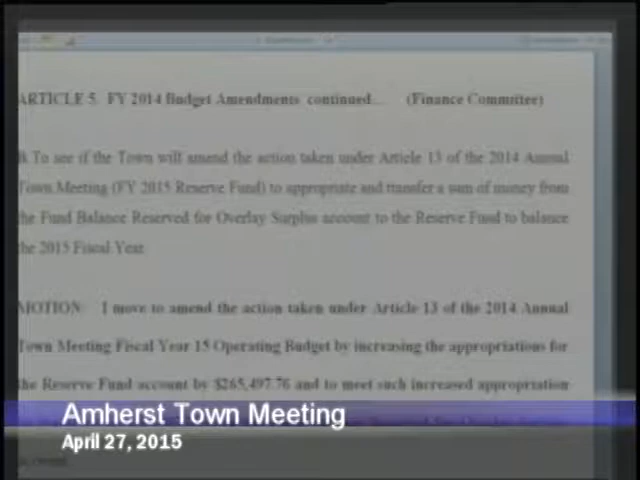 ARTICLE 5. FY 2014 Budget Amendments continued... (Finance Committee)
B. To see if the Town will amend the action taken under Article 13 of the 2014 Annual
Town Meeting (FY 2015 Reserve Fund) to appropriate and transfer a sum of money from
the Fund Balance Reserved for Overlay Surplus account to the Reserve Fund to balance
the 2015 Fiscal Year
MOTION: I move to amend the action taken under Article 13 of the 2014 Annual
Town Meeting Fiscal Year 15 Operating Budget by increasing the appropriations for
the Reserve Fund account by $265,497.76 and to meet such increased appropriation
Amherst Town Meeting
April 27, 2015